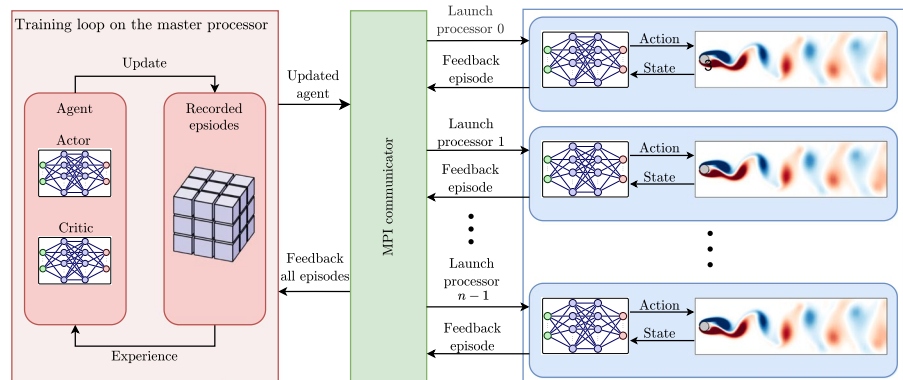 Training loop on the master processor
Update
Agent
Actor
Critic
Recorded
epsiodes
Experience
Updated
agent
Feedback
all episodes
MPI communicator
Launch
processor 0
Feedback
episode
Launch
processor 1
Feedback
episode
Launch
processor
n − 1
Feedback
episode
Action
State
3
Action
State
Action
State